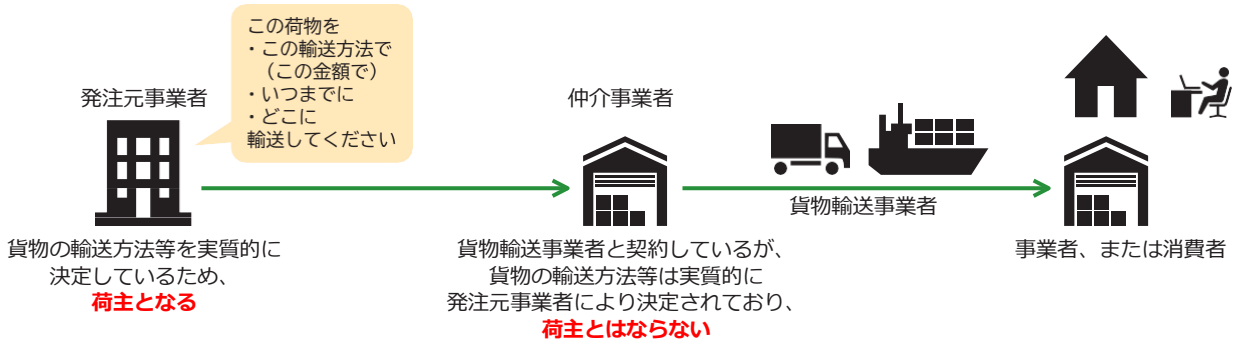 この荷物を
・この輸送方法で
（この金額で）
・いつまでに
・どこに
輸送してください
発注元事業者
仲介事業者
貨物輸送事業者
貨物の輸送方法等を実質的に
決定しているため、
荷主となる
貨物輸送事業者と契約しているが、
貨物の輸送方法等は実質的に
発注元事業者により決定されており、
荷主とはならない
事業者、または消費者